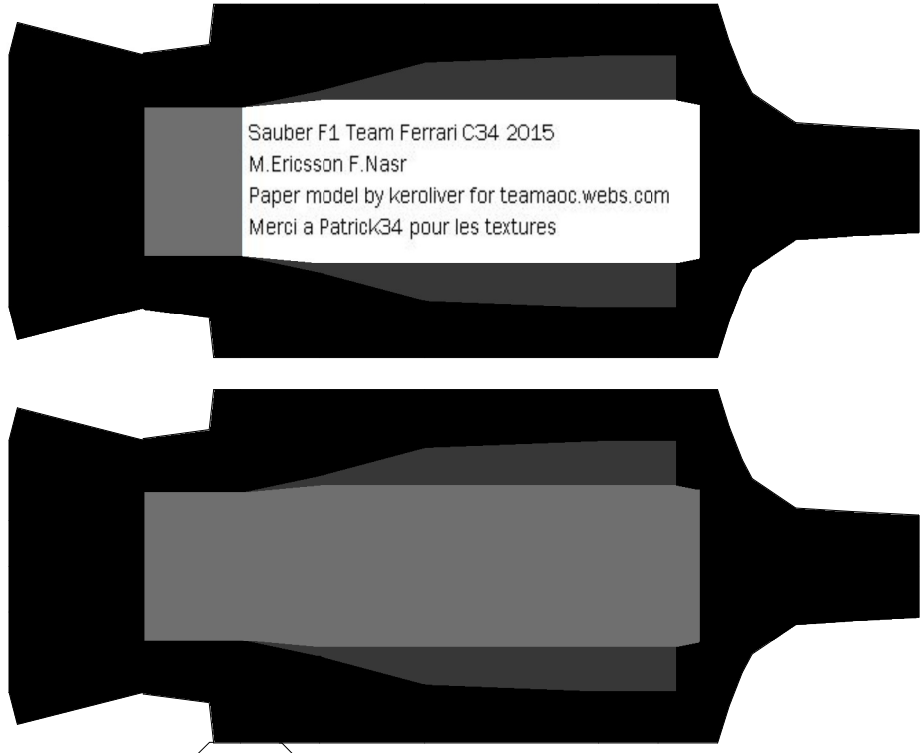 Sauber F1 Team Ferrari C34 2015
M.Ericsson F.Nasr
Paper model by keroliver for teamaoc.webs.com
Merci a Patrick34 pour les textures